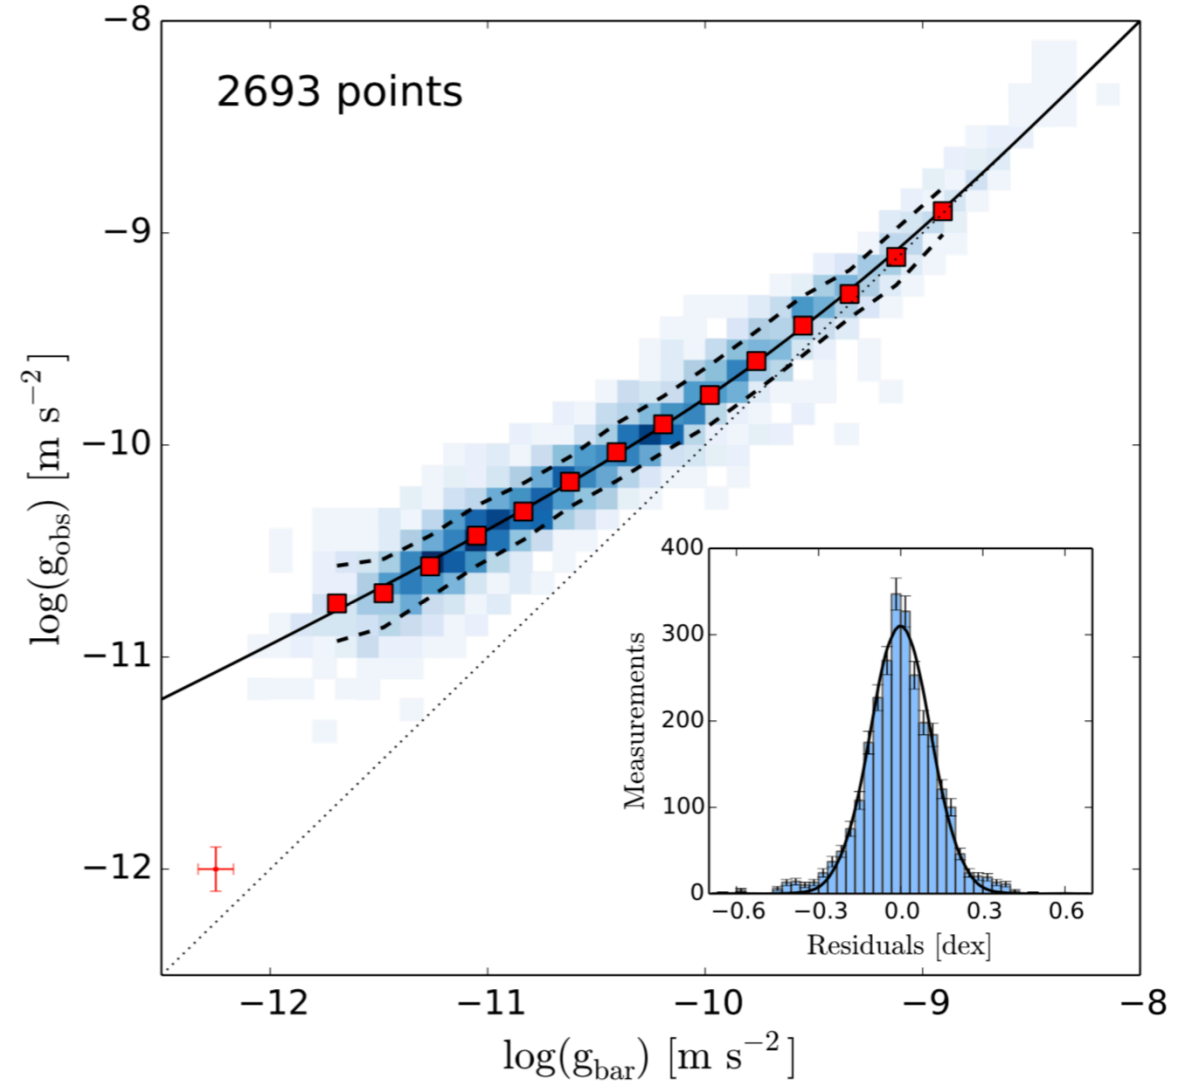 2693 points
−8
−9
−10
−11
−12
log(g_obs) [m s⁻²]
−12 −11 −10 −9 −8
log(g_bar) [m s⁻²]
400
300
200
100
0
Measurements
−0.6 −0.3 0.0 0.3 0.6
Residuals [dex]